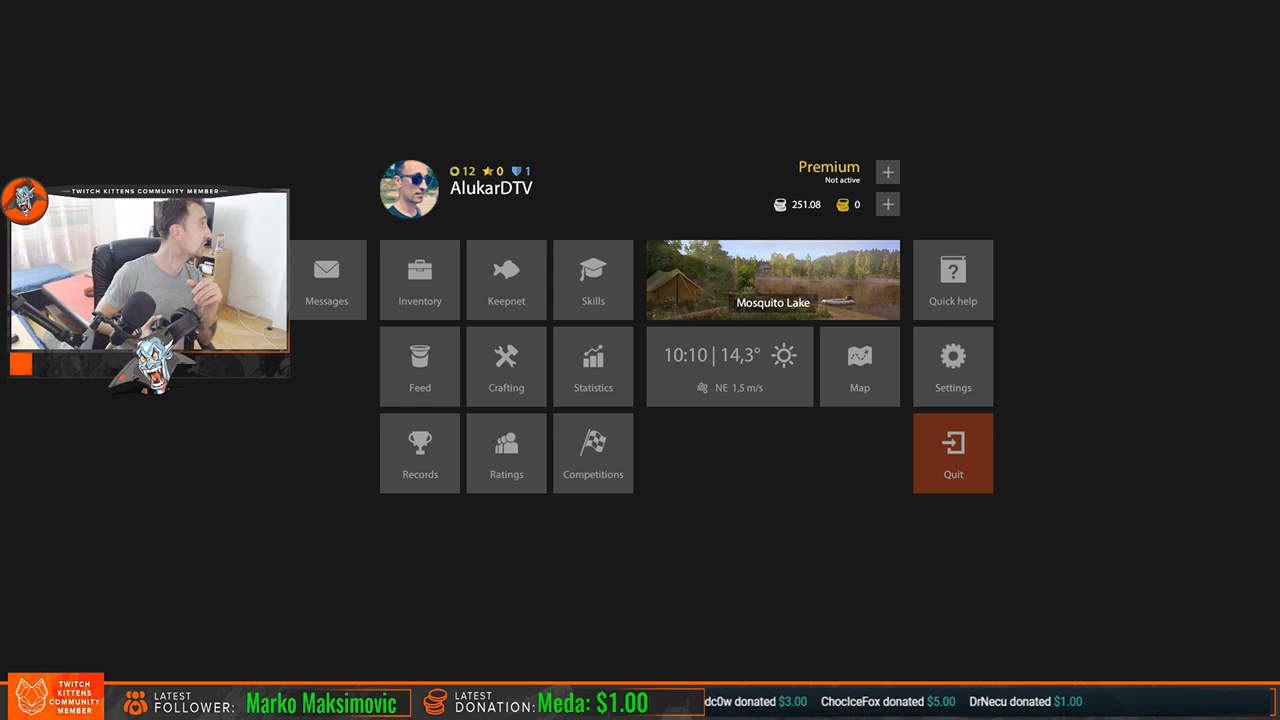 TWITCH KITTENS COMMUNITY MEMBER
12 0 1
AlukarDTV
Premium
Not active
251.08 0
Messages
Inventory
Keepnet
Skills
Mosquito Lake
Quick help
Feed
Crafting
Statistics
10:10 | 14,3°
NE 1,5 m/s
Map
Settings
Records
Ratings
Competitions
Quit
TWITCH
KITTENS
COMMUNITY
MEMBER
LATEST
FOLLOWER:
Marko Maksimovic
LATEST
DONATION:
Meda: $1.00
dc0w donated $3.00 ChocIceFox donated $5.00 DrNecu donated $1.00